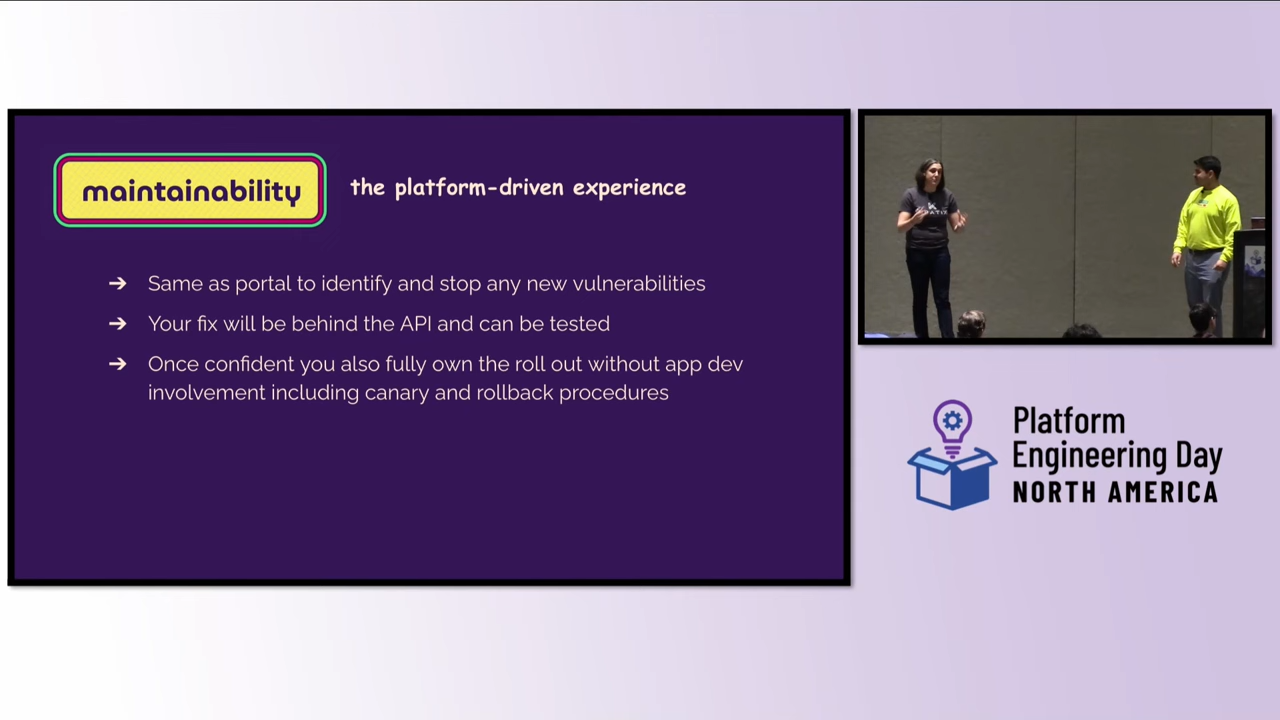 maintainability
the platform-driven experience
➔ Same as portal to identify and stop any new vulnerabilities
➔ Your fix will be behind the API and can be tested
➔ Once confident you also fully own the roll out without app dev
involvement including canary and rollback procedures
Platform
Engineering Day
NORTH AMERICA